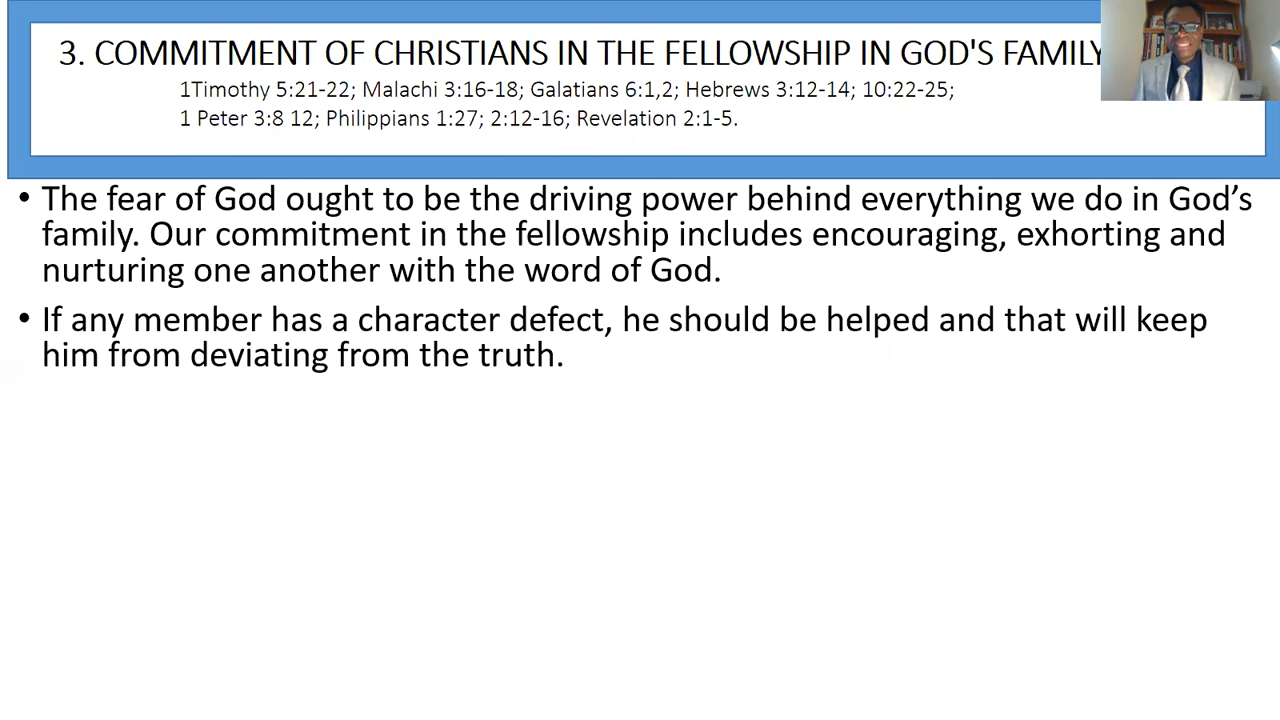 3. COMMITMENT OF CHRISTIANS IN THE FELLOWSHIP IN GOD'S FAMILY
1Timothy 5:21-22; Malachi 3:16-18; Galatians 6:1,2; Hebrews 3:12-14; 10:22-25;
1 Peter 3:8 12; Philippians 1:27; 2:12-16; Revelation 2:1-5.
• The fear of God ought to be the driving power behind everything we do in God’s
family. Our commitment in the fellowship includes encouraging, exhorting and
nurturing one another with the word of God.
• If any member has a character defect, he should be helped and that will keep
him from deviating from the truth.